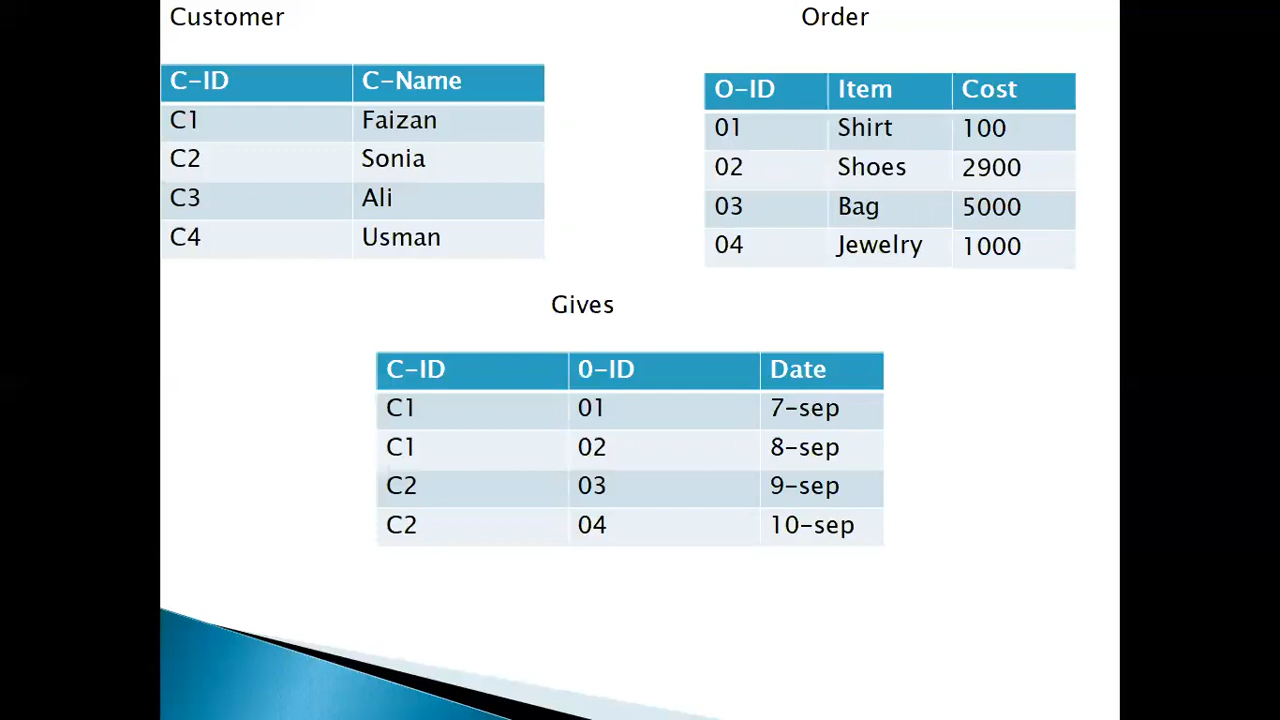 Customer
C-ID C-Name
C1 Faizan
C2 Sonia
C3 Ali
C4 Usman
Order
O-ID Item Cost
01 Shirt 100
02 Shoes 2900
03 Bag 5000
04 Jewelry 1000
Gives
C-ID 0-ID Date
C1 01 7-sep
C1 02 8-sep
C2 03 9-sep
C2 04 10-sep